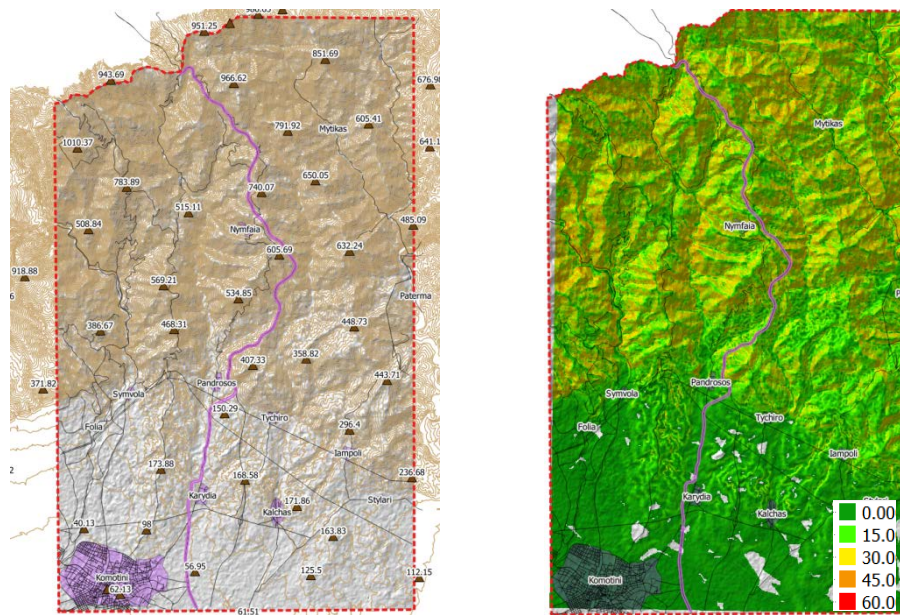 951.25
943.69
966.62
851.69
676.98
791.92
605.41
Mytikas
641.1
1010.37
783.89
740.07
650.05
515.11
508.84
Nymfaia
485.09
605.69
632.24
918.88
569.21
534.85
Paterma
386.67
468.31
448.73
407.33
358.82
371.82
Symvola
Pandrosos
443.71
150.29
Tychiro
Folia
296.4
Iampoli
173.88
168.58
236.68
Karydia
171.86
Stylari
Kalchas
40.13
98
163.83
56.95
125.5
112.15
Komotini
62.13
61.51
Mytikas
Nymfaia
Symvola
Pandrosos
Tychiro
Folia
Iampoli
Karydia
Kalchas
Komotini
0.00
15.0
30.0
45.0
60.0